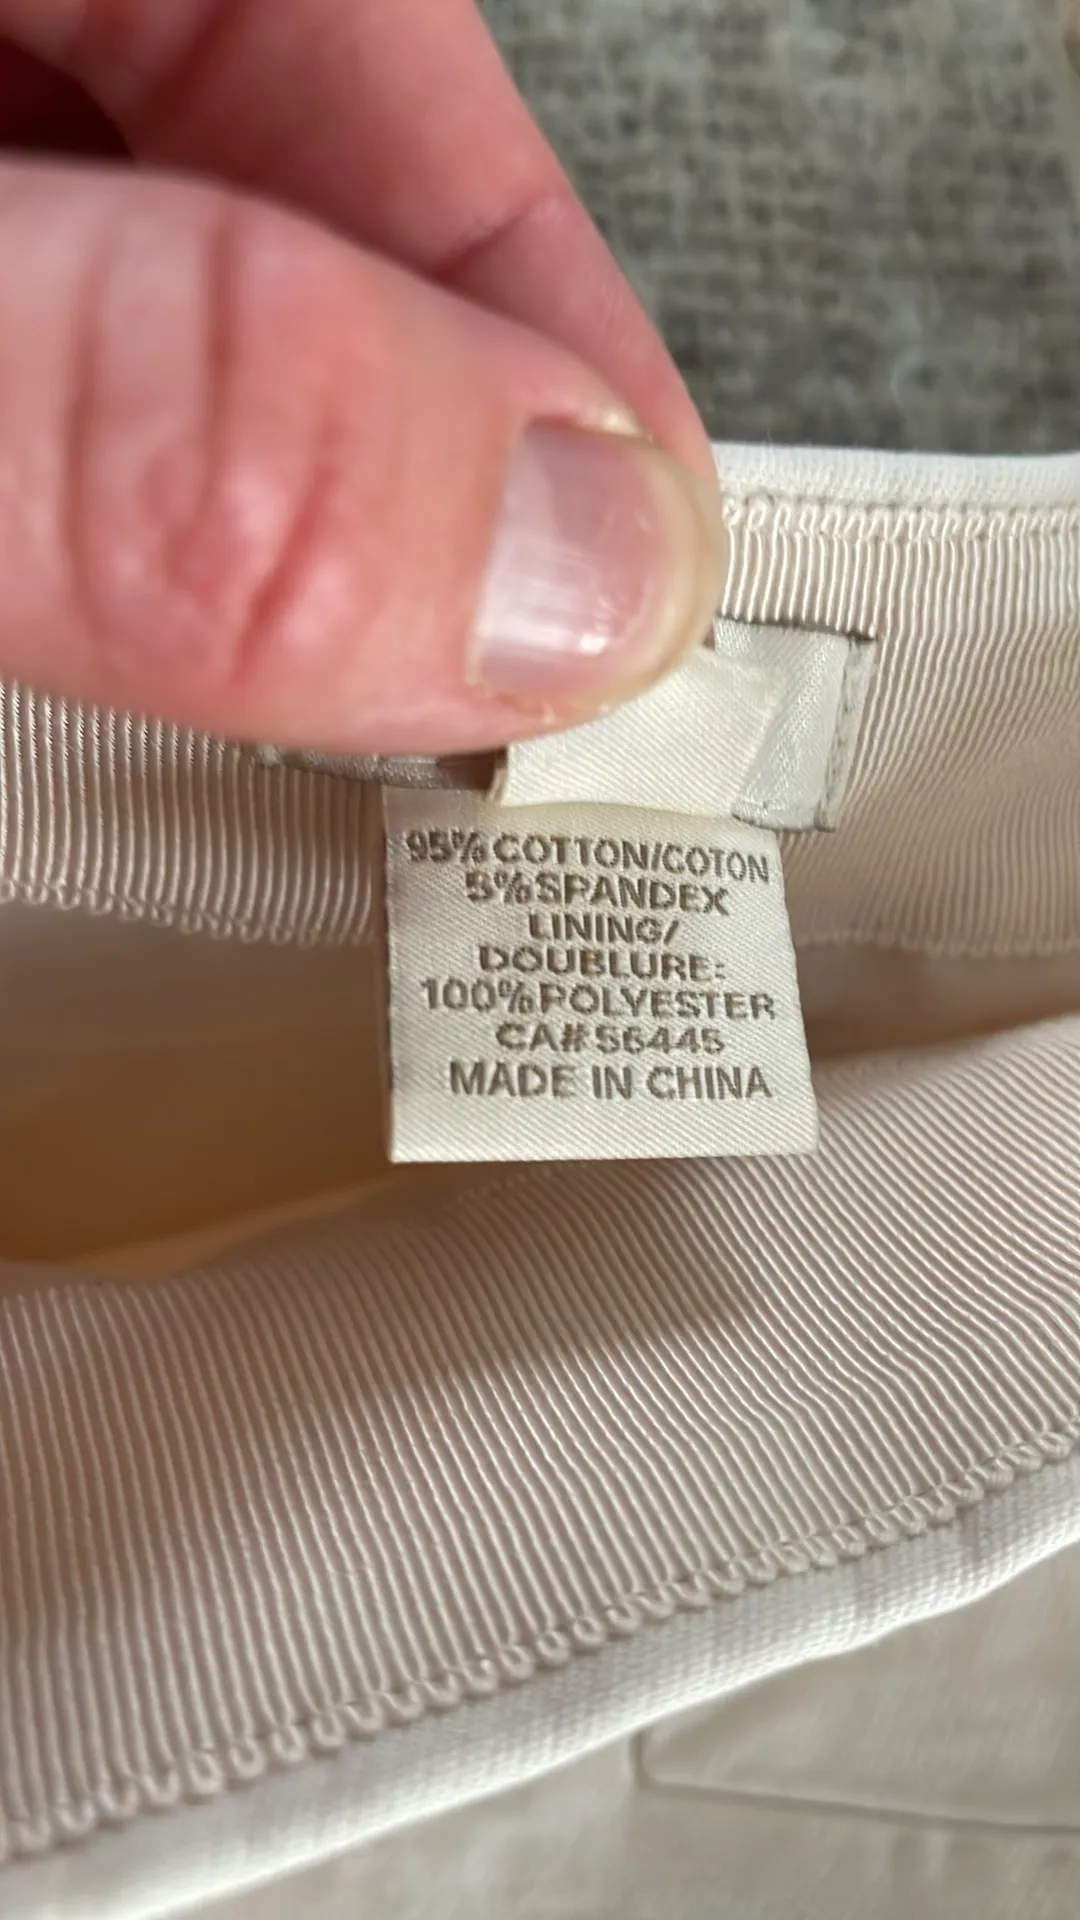 95% COTTON/COTON
5% SPANDEX
LINING/
DOUBLURE:
100% POLYESTER
CA# 56445
MADE IN CHINA